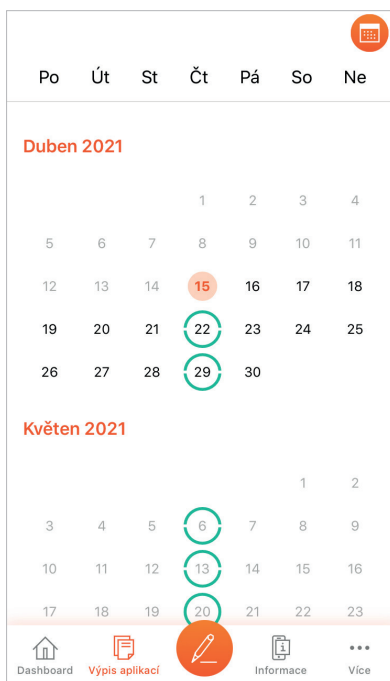 Po Út St Čt Pá So Ne
Duben 2021
1 2 3 4
5 6 7 8 9 10 11
12 13 14 15 16 17 18
19 20 21 22 23 24 25
26 27 28 29 30
Květen 2021
1 2
3 4 5 6 7 8 9
10 11 12 13 14 15 16
17 18 19 20 21 22 23
Dashboard Výpis aplikací Informace Více